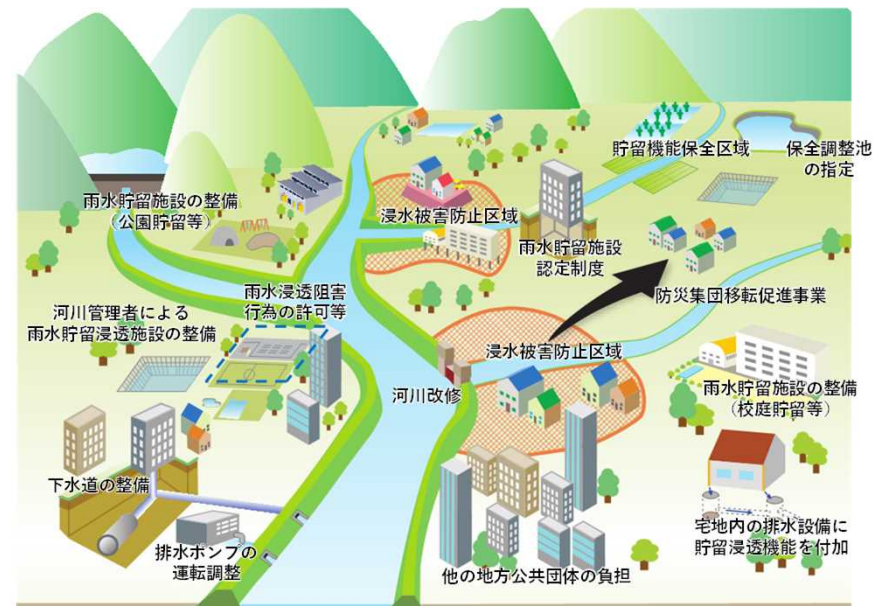 貯留機能保全区域
保全調整池
の指定
雨水貯留施設の整備
（公園貯留等）
浸水被害防止区域
雨水貯留施設
認定制度
防災集団移転促進事業
雨水浸透阻害
行為の許可等
河川管理者による
雨水貯留浸透施設の整備
浸水被害防止区域
河川改修
雨水貯留施設の整備
（校庭貯留等）
下水道の整備
排水ポンプの
運転調整
他の地方公共団体の負担
宅地内の排水設備に
貯留浸透機能を付加